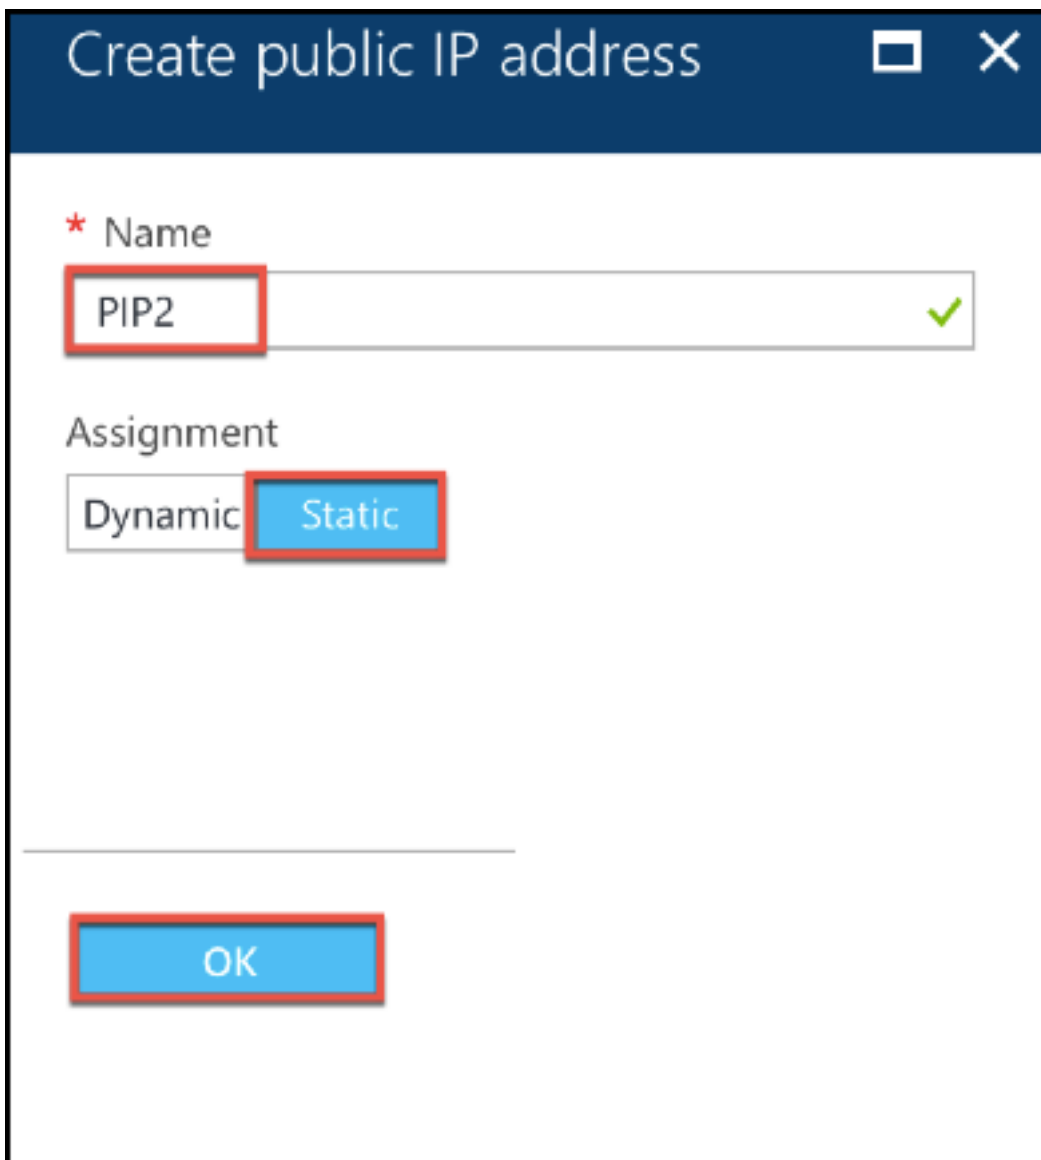 Create public IP address
* Name
PIP2
Assignment
Dynamic Static
OK